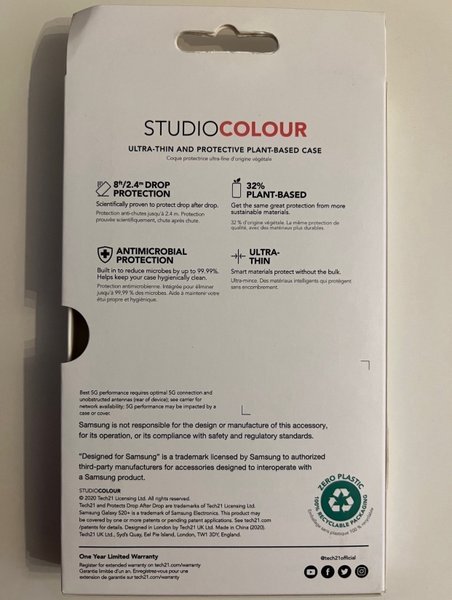 STUDIOCOLOUR
ULTRA-THIN AND PROTECTIVE PLANT-BASED CASE
Coque protectrice ultra-fine d'origine végétale
8ft/2.4m DROP
PROTECTION
Scientifically proven to protect drop after drop.
Protection anti-chutes jusqu'à 2.4 m. Protection
prouvée scientifiquement, chute après chute.
32%
PLANT-BASED
Get the same great protection from more
sustainable materials.
32 % d'origine végétale. La même protection de
qualité, avec des matériaux plus durables.
ANTIMICROBIAL
PROTECTION
Built in to reduce microbes by up to 99.99%.
Helps keep your case hygienically clean.
Protection antimicrobienne. Intégrée pour éliminer
jusqu'à 99,99 % des microbes. Aide à maintenir votre
étui propre et hygiénique.
ULTRA-
THIN
Smart materials protect without the bulk.
Ultra-mince. Des matériaux intelligents qui protègent
sans encombrement.
Best 5G performance requires optimal 5G connection and
unobstructed antennas (rear of device); see carrier for
network availability; 5G performance may be impacted by a
case or cover.
Samsung is not responsible for the design or manufacture of this accessory,
for its operation, or its compliance with safety and regulatory standards.
"Designed for Samsung" is a trademark licensed by Samsung to authorized
third-party manufacturers for accessories designed to interoperate with
a Samsung product.
STUDIOCOLOUR
© 2020 Tech21 Licensing Ltd. All rights reserved.
Tech21 and Protects Drop After Drop are trademarks of Tech21 Licensing Ltd.
Samsung Galaxy S20+ is a trademark of Samsung Electronics. This product may
be covered by one or more patents or pending patent applications. See tech21.com
/patents for details. Designed in London by Tech21 UK Ltd. Made in China (2020).
Tech21 UK Ltd., Syds Quay, Eel Pie Island, London, TW1 3DY, England.
ZERO PLASTIC
100% RECYCLABLE PACKAGING
Emballage sans plastique 100 % recyclable
One Year Limited Warranty
Register for extended warranty on tech21.com/warranty
Garantie limitée d'un an. Enregistrez-vous pour une
extension de garantie sur tech21.com/warranty
@tech21official